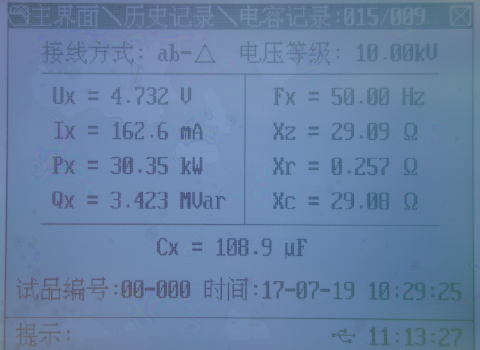 主界面＼历史记录＼电容记录:015/009
接线方式: ab-△ 电压等级: 10.00kV
Ux = 4.732 V
Fx = 50.00 Hz
Ix = 162.6 mA
Xz = 29.09 Ω
Px = 30.35 kW
Xr = 0.257 Ω
Qx = 3.423 MVar
Xc = 29.08 Ω
Cx = 108.9 μF
试品编号:00-000 时间:17-07-19 10:29:25
提示: 11:13:27